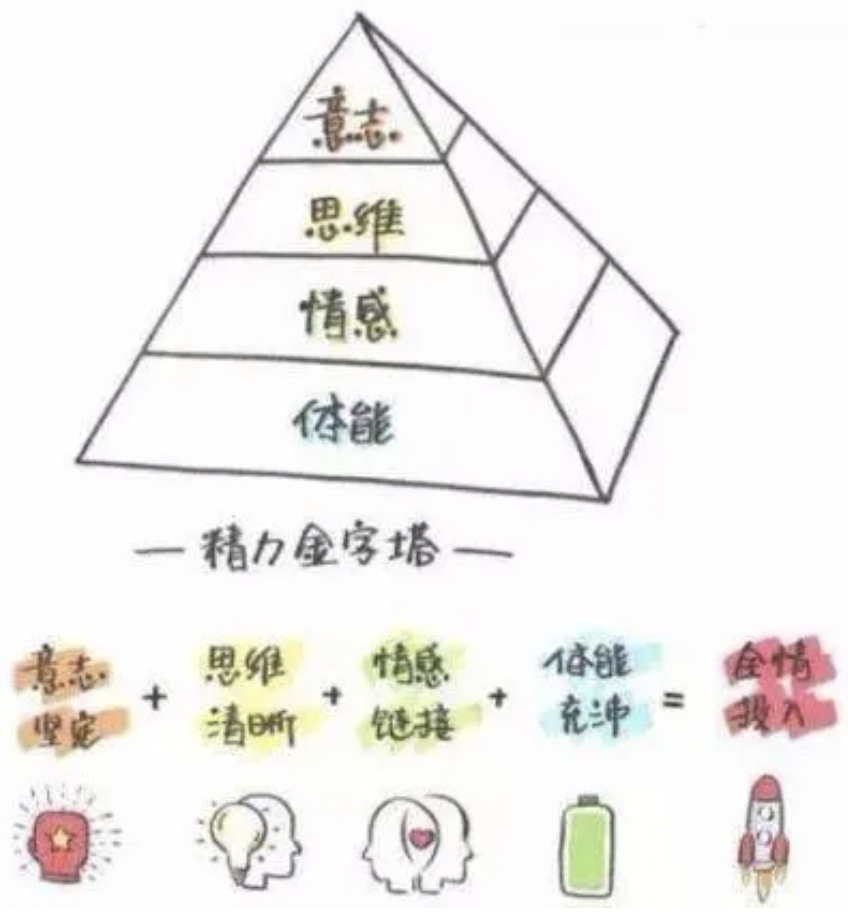 意志
思维
情感
体能
— 精力金字塔 —
意志 思维 情感 体能 全情
坚定 + 清晰 + 链接 + 充沛 = 投入